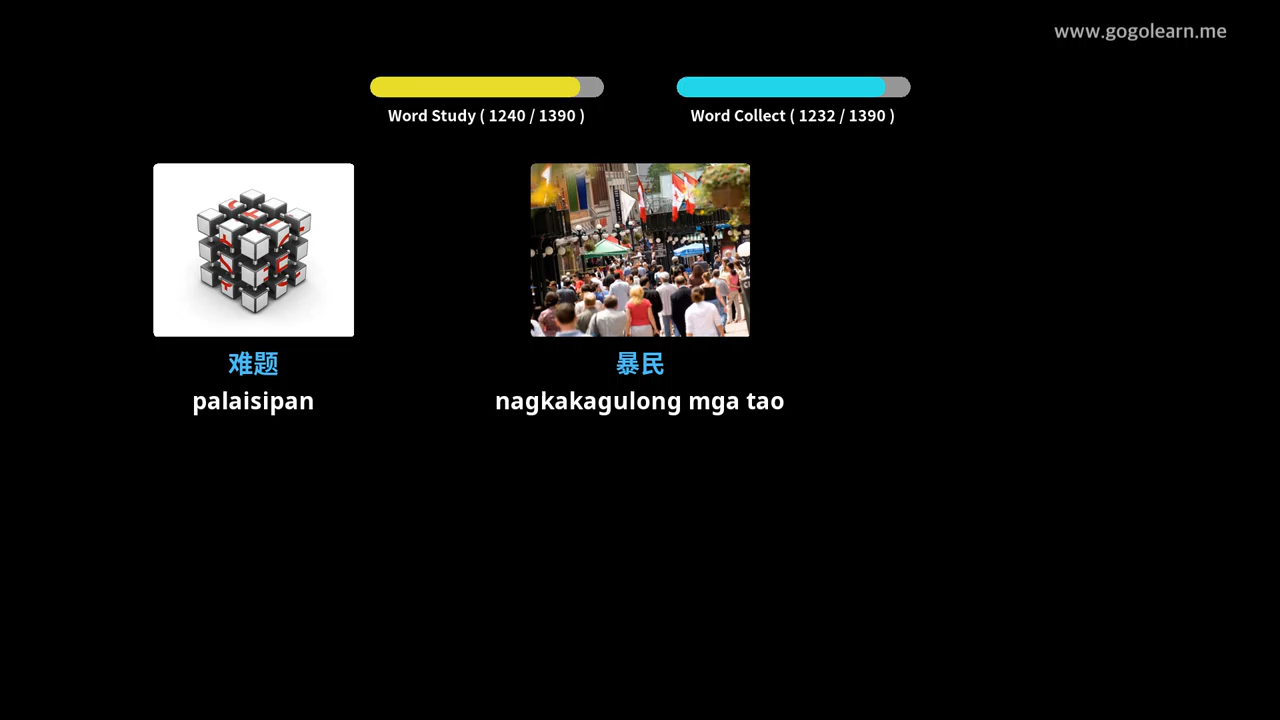 www.gogolearn.me
Word Study ( 1240 / 1390 )
Word Collect ( 1232 / 1390 )
难题
暴民
palaisipan
nagkakagulong mga tao